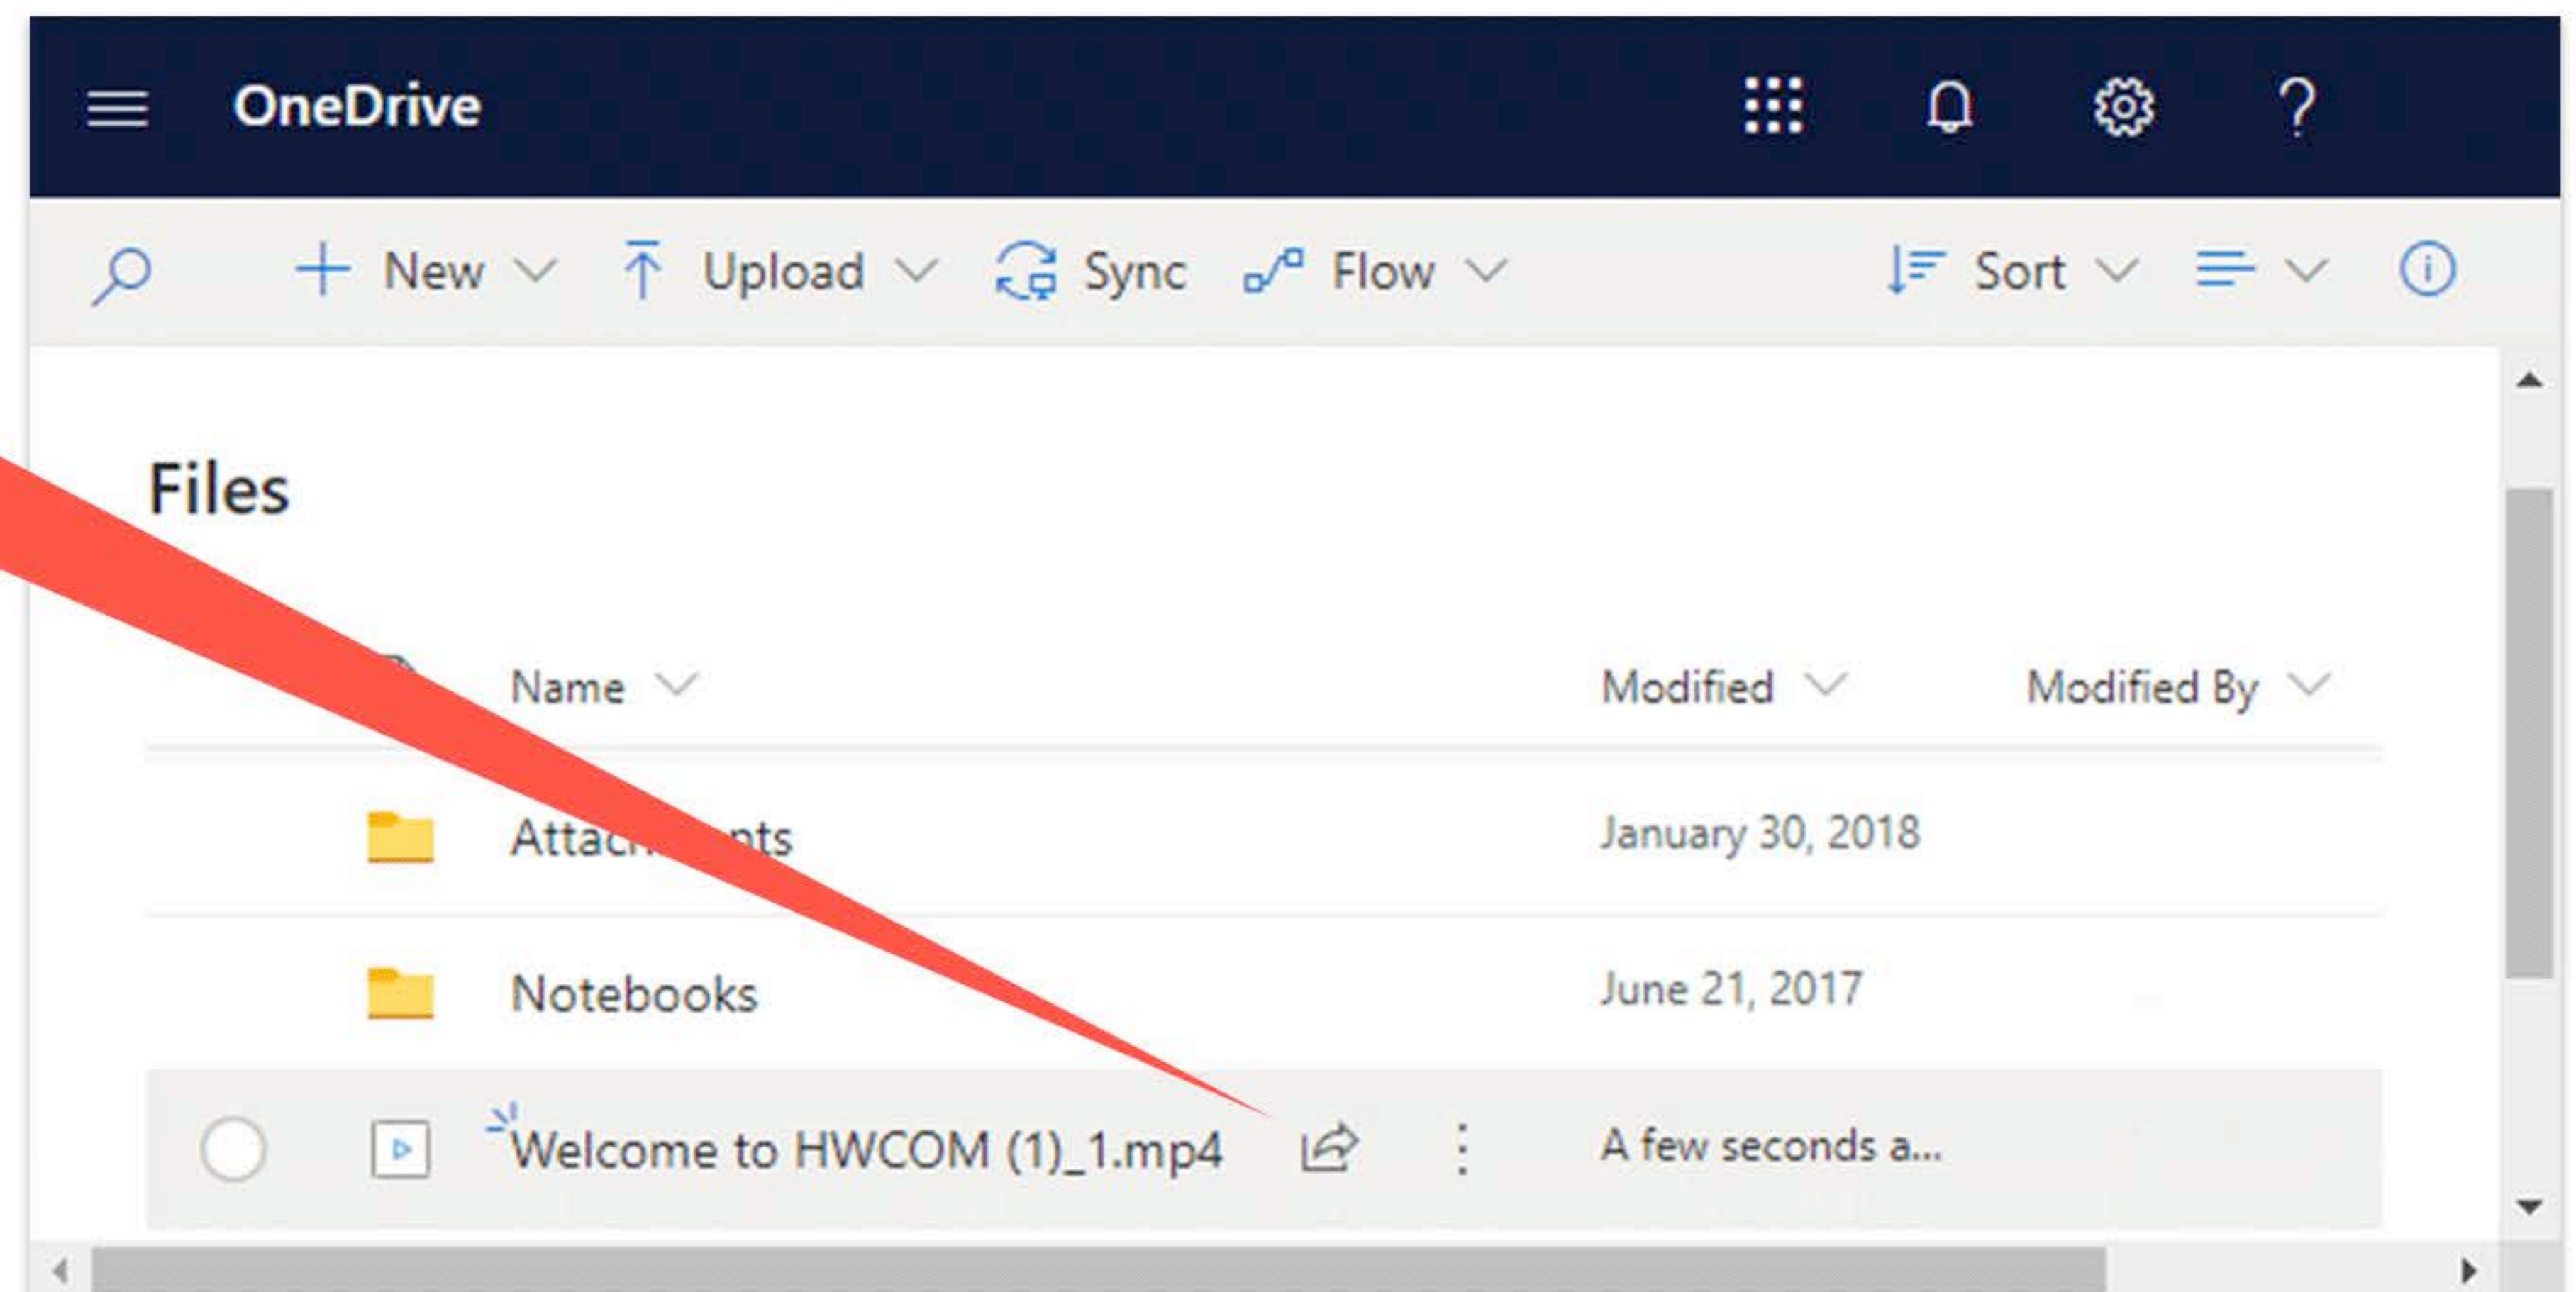 OneDrive
New Upload Sync Flow Sort
Files
Name Modified Modified By
January 30, 2018
Notebooks June 21, 2017
Welcome to HWCOM (1)_1.mp4 A few seconds a...